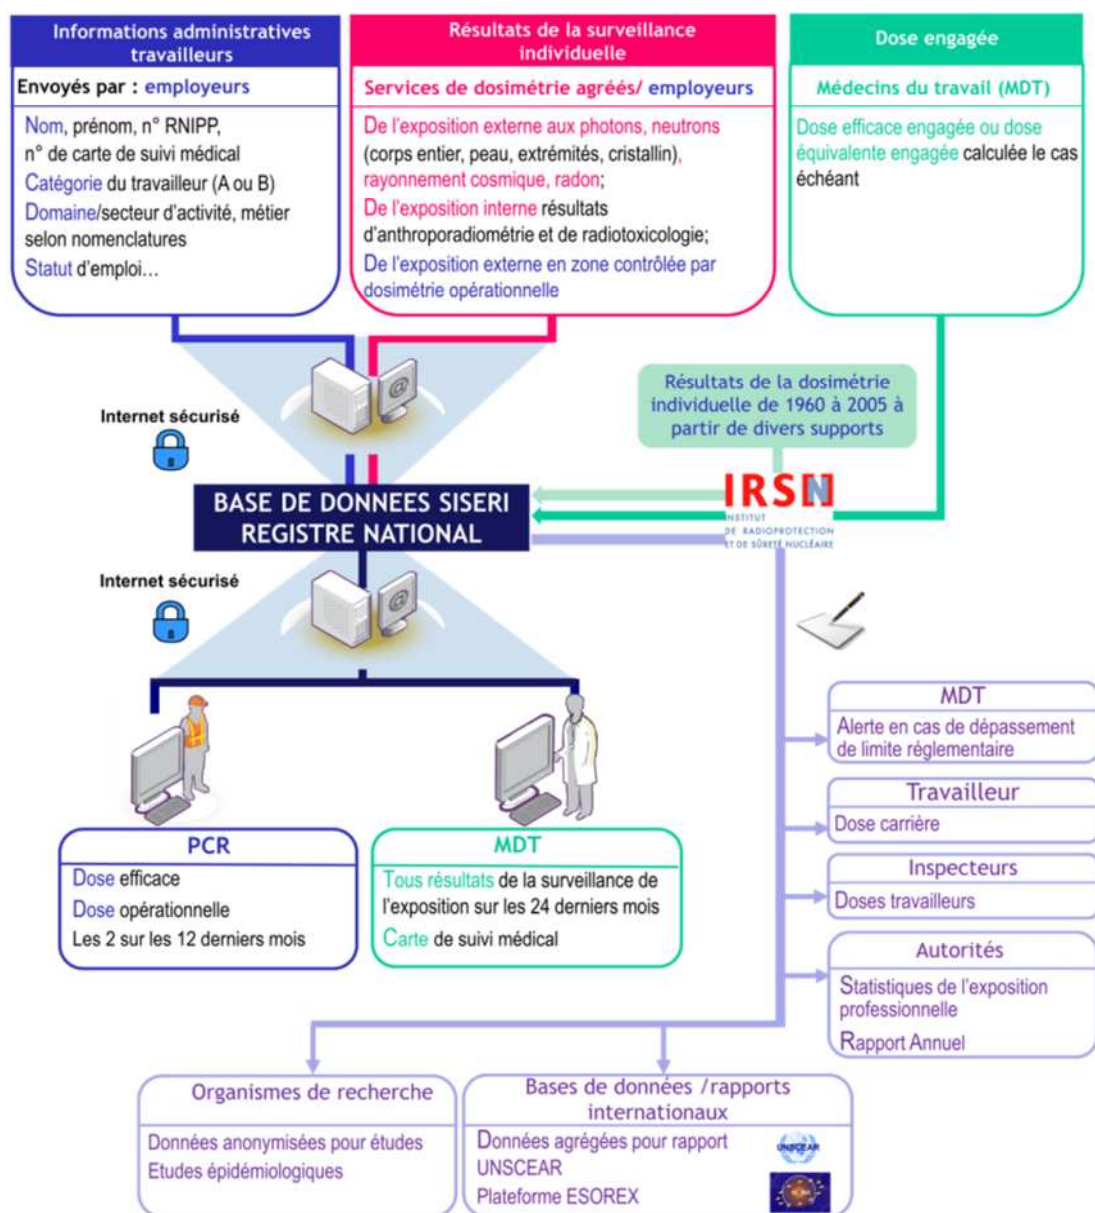 Informations administratives
travailleurs
Envoyés par : employeurs
Nom, prénom, n° RNIPP,
n° de carte de suivi médical
Catégorie du travailleur (A ou B)
Domaine/secteur d'activité, métier
selon nomenclatures
Statut d'emploi...
Résultats de la surveillance
individuelle
Services de dosimétrie agréés/ employeurs
De l'exposition externe aux photons, neutrons
(corps entier, peau, extrémités, cristallin),
rayonnement cosmique, radon;
De l'exposition interne résultats
d'anthroporadiométrie et de radiotoxicologie;
De l'exposition externe en zone contrôlée par
dosimétrie opérationnelle
Dose engagée
Médecins du travail (MDT)
Dose efficace engagée ou dose
équivalente engagée calculée le cas
échéant
Internet sécurisé
Résultats de la dosimétrie
individuelle de 1960 à 2005 à
partir de divers supports
BASE DE DONNEES SISERI
REGISTRE NATIONAL
IRSN
INSTITUT
DE RADIOPROTECTION
ET DE SÛRETÉ NUCLÉAIRE
Internet sécurisé
PCR
Dose efficace
Dose opérationnelle
Les 2 sur les 12 derniers mois
MDT
Tous résultats de la surveillance de
l'exposition sur les 24 derniers mois
Carte de suivi médical
MDT
Alerte en cas de dépassement
de limite réglementaire
Travailleur
Dose carrière
Inspecteurs
Doses travailleurs
Autorités
Statistiques de l'exposition
professionnelle
Rapport Annuel
Organismes de recherche
Données anonymisées pour études
Etudes épidémiologiques
Bases de données /rapports
internationaux
Données agrégées pour rapport
UNSCEAR
Plateforme ESOREX
UNSCEAR